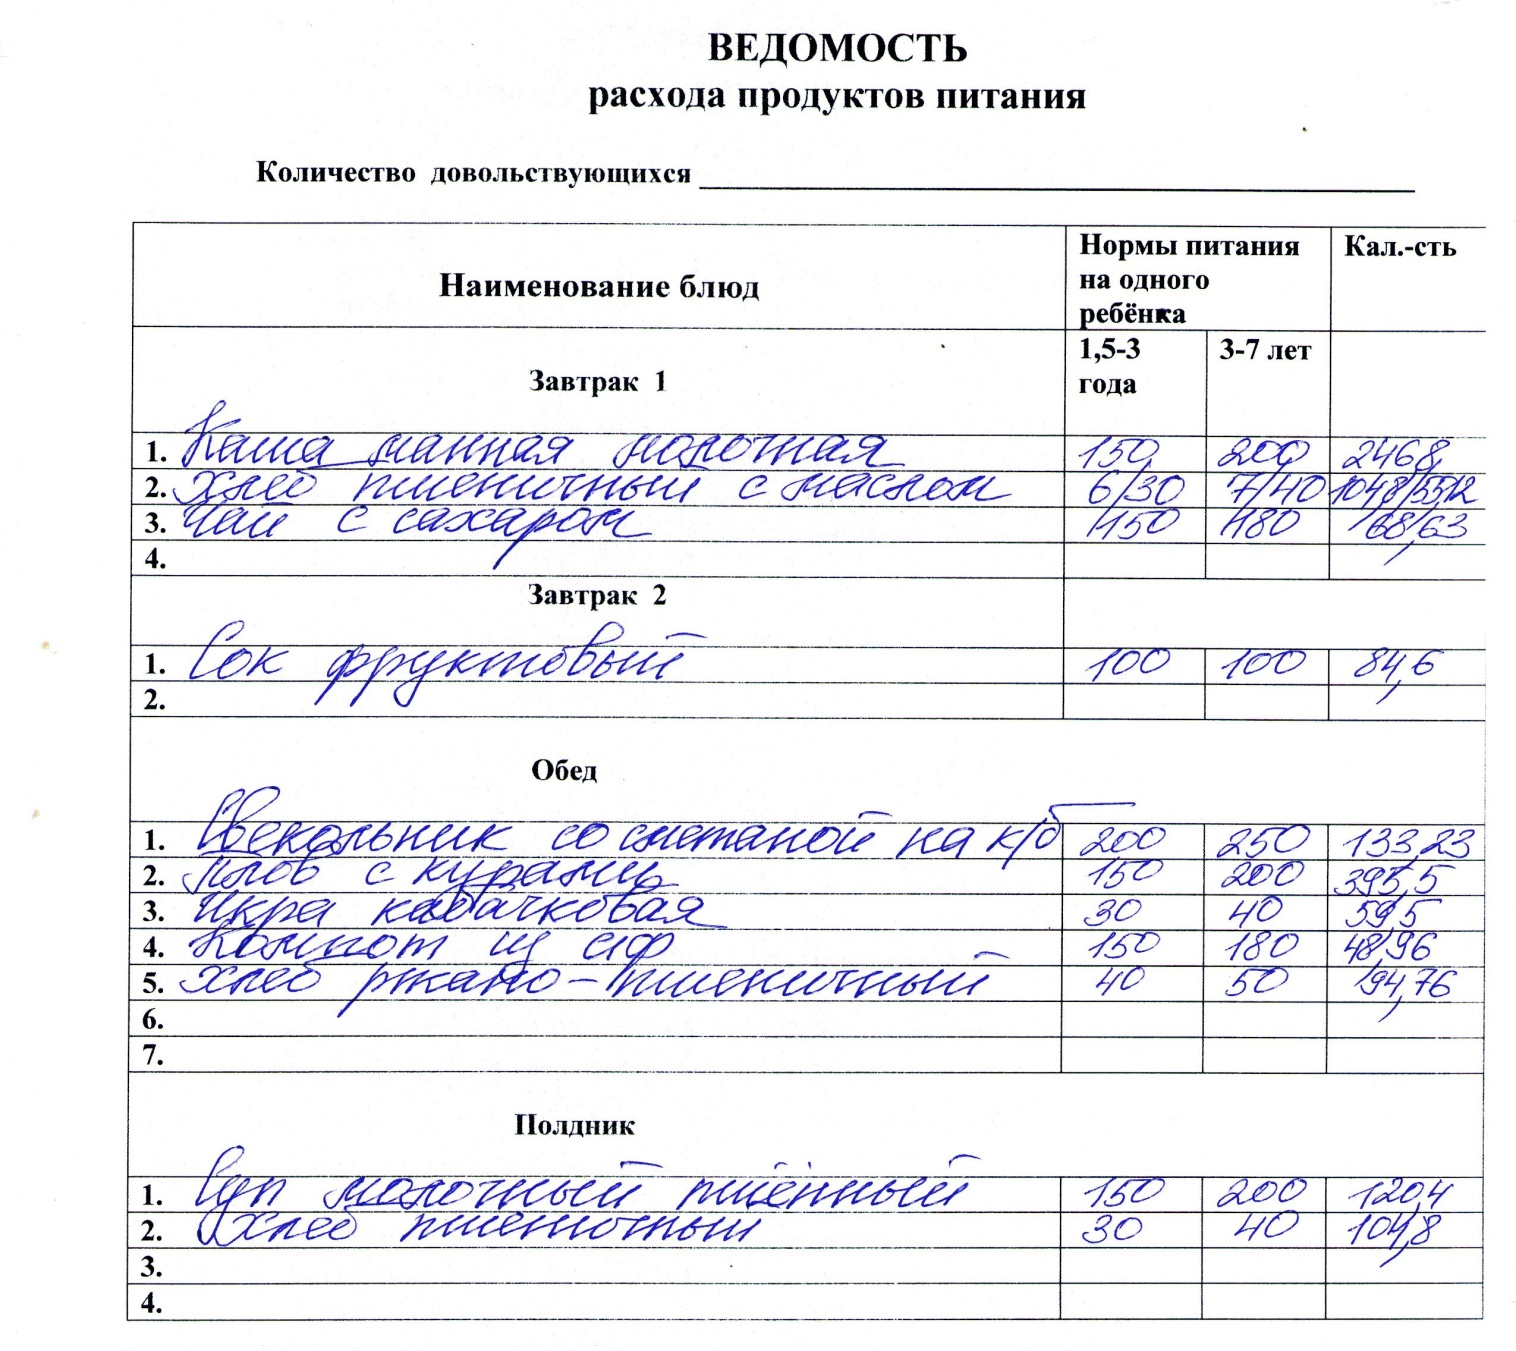 ВЕДОМОСТЬ
расхода продуктов питания
Количество довольствующихся
Наименование блюд Нормы питания на одного ребёнка Кал.-сть
Завтрак 1 1,5-3 года 3-7 лет
1. Каша манная молочная 150 200 246,8
2. Хлеб пшеничный с маслом 6/30 7/40 104,8/55,12
3. Чай с сахаром 150 180 68,63
4.
Завтрак 2
1. Сок фруктовый 100 100 84,6
2.
Обед
1. Свекольник со сметаной на к/б 200 250 133,23
2. Плов с курами 150 200 395,5
3. Икра кабачковая 30 40 59,5
4. Компот из с/ф 150 180 48,96
5. Хлеб ржано-пшеничный 40 50 194,76
6.
7.
Полдник
1. Суп молочный пшённый 150 200 120,4
2. Хлеб пшеничный 30 40 104,8
3.
4.